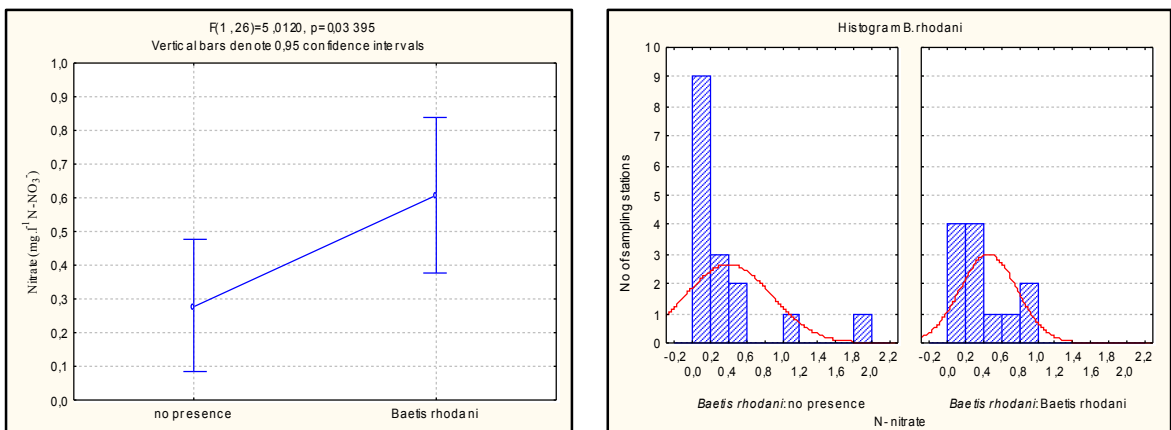 F(1 ,26)=5 ,0120, p=0,03 395
Vertical bars denote 0,95 confidence intervals
1,0
0,9
0,8
0,7
0,6
0,5
0,4
0,3
0,2
0,1
0,0
Nitrate (mg.l⁻¹ N-NO₃⁻)
no presence Baetis rhodani
Histogram B. rhodani
10
9
8
7
6
5
4
3
2
1
0
No of sampling stations
-0,2 0,2 0,6 1,0 1,4 1,8 2,2 -0,2 0,2 0,6 1,0 1,4 1,8 2,2
0,0 0,4 0,8 1,2 1,6 2,0 0,0 0,4 0,8 1,2 1,6 2,0
Baetis rhodani: no presence Baetis rhodani: Baetis rhodani
N- nitrate